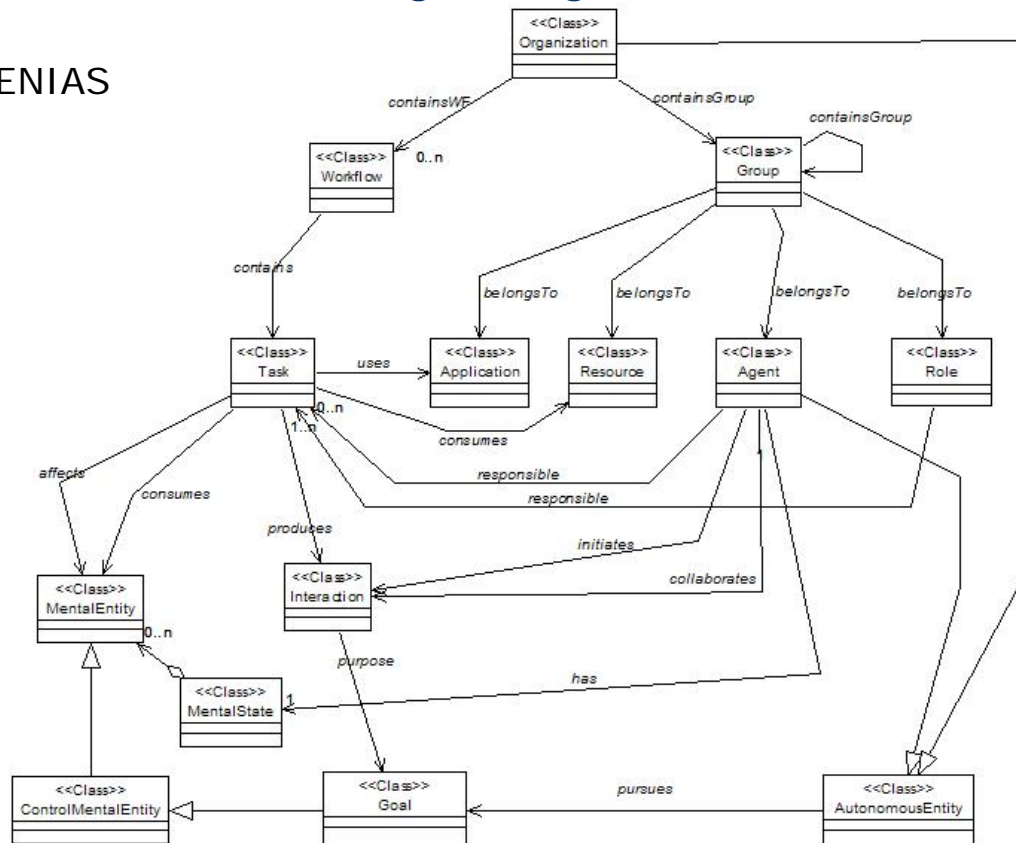 ENIAS
<<Class>>
Organization
containsWF
containsGroup
containsGroup
0..n
<<Class>>
Workflow
<<Class>>
Group
contains
belongsTo
belongsTo
belongsTo
belongsTo
<<Class>>
Task
uses
<<Class>>
Application
<<Class>>
Resource
<<Class>>
Agent
<<Class>>
Role
0..n
1..n
consumes
1
affects
consumes
responsible
responsible
produces
initiates
collaborates
<<Class>>
MentalEntity
<<Class>>
Interaction
0..n
purpose
has
<<Class>>
MentalState
1
<<Class>>
ControlMentalEntity
<<Class>>
Goal
pursues
<<Class>>
AutonomousEntity